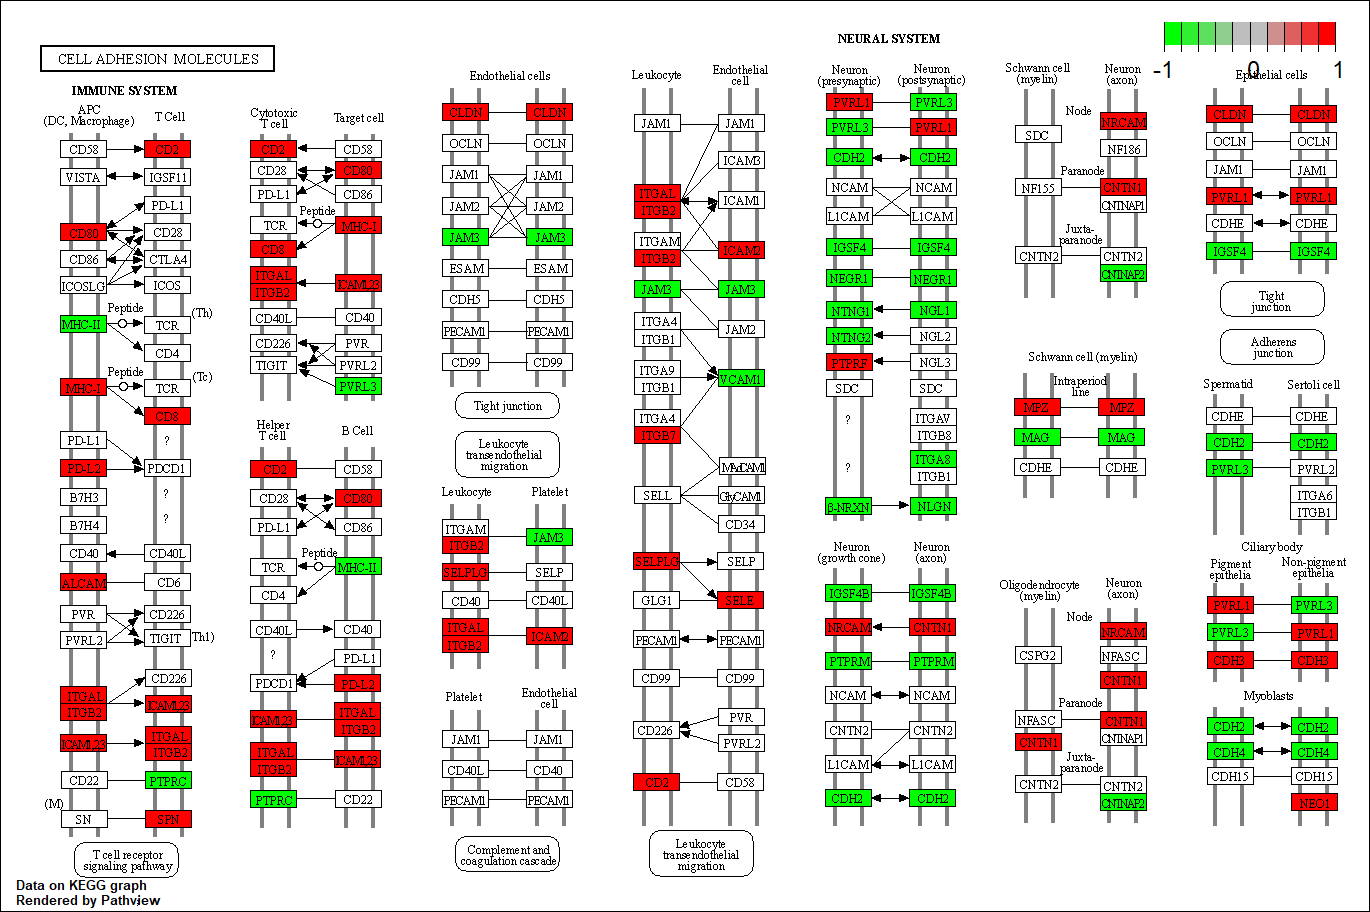 CELL ADHESION MOLECULES
NEURAL SYSTEM
-1 0 1
IMMUNE SYSTEM
APC
(DC, Macrophage)
T Cell
CD58 CD2
VISTA IGSF11
PD-L1
CD80 CD28
CD86 CTLA4
ICOSLG ICOS
Peptide
(Th)
MHC-II TCR
CD4
Peptide
(Tc)
MHC-I TCR
CD8
PD-L1 ?
PD-L2 PDCD1
B7H3 ?
B7H4 ?
CD40 CD40L
ALCAM CD6
PVR CD226
PVRL2 TIGIT Th1)
CD226
ITGAL ICAM1,23
ITGB2
ICAM1,23 ITGAL
ITGB2
CD22 PTPRC
(M)
SN SPN
T cell receptor
signaling pathway
Cytotoxic
T cell
Target cell
CD2 CD58
CD28 CD80
PD-L1 CD86
Peptide
TCR MHC-I
CD8
ITGAL ICAM1,23
ITGB2
CD40L CD40
CD226 PVR
TIGIT PVRL2
PVRL3
Helper
T cell
B Cell
CD2 CD58
CD28 CD80
PD-L1 CD86
Peptide
TCR MHC-II
CD4
CD40L CD40
? PD-L1
PDCD1 PD-L2
ICAM1,23 ITGAL
ITGB2
ITGAL ICAM1,23
ITGB2
PTPRC CD22
Endothelial cells
CLDN CLDN
OCLN OCLN
JAM1 JAM1
JAM2 JAM2
JAM3 JAM3
ESAM ESAM
CDH5 CDH5
PECAM1 PECAM1
CD99 CD99
Tight junction
Leukocyte
transendothelial
migration
Leukocyte Platelet
ITGAM JAM3
ITGB2
SELPLG SELP
CD40 CD40L
ITGAL ICAM2
ITGB2
Platelet
Endothelial
cell
JAM1 JAM1
CD40L CD40
PECAM1 PECAM1
Complement and
coagulation cascade
Leukocyte
Endothelial
cell
JAM1 JAM1
ICAM3
ITGAL ICAM1
ITGB2
ITGAM ICAM2
ITGB2
JAM3 JAM3
ITGA4 JAM2
ITGB1
ITGA9 VCAM1
ITGB1
ITGA4
ITGB7
MAdCAM1
SELL GlyCAM1
CD34
SELPLG SELP
GLG1 SELE
PECAM1 PECAM1
CD99 CD99
CD226 PVR
PVRL2
CD2 CD58
Leukocyte
transendothelial
migration
Neuron
(presynaptic)
Neuron
(postsynaptic)
PVRL1 PVRL3
PVRL3 PVRL1
CDH2 CDH2
NCAM NCAM
L1CAM L1CAM
IGSF4 IGSF4
NEGR1 NEGR1
NTNG1 NGL1
NTNG2 NGL2
PTPRF NGL3
SDC SDC
? ITGAV
ITGB8
? ITGA8
ITGB1
β-NRXN NLGN
Neuron
(growth cone)
Neuron
(axon)
IGSF4B IGSF4B
NRCAM CNTN1
PTPRM PTPRM
NCAM NCAM
CNTN2 CNTN2
L1CAM L1CAM
CDH2 CDH2
Schwann cell
(myelin)
Neuron
(axon)
Node
NRCAM
SDC NF186
Paranode
NF155 CNTN1
CNTNAP1
Juxta-
paranode
CNTN2 CNTN2
CNTNAP2
Schwann cell (myelin)
Intraperiod
line
MPZ MPZ
MAG MAG
CDHE CDHE
Oligodendrocyte
(myelin)
Neuron
(axon)
Node
NRCAM
CSPG2 NFASC
CNTN1
Paranode
NFASC CNTN1
CNTN1 CNTNAP1
Juxta-
paranode
CNTN2 CNTN2
CNTNAP2
Epithelial cells
CLDN CLDN
OCLN OCLN
JAM1 JAM1
PVRL1 PVRL1
CDHE CDHE
IGSF4 IGSF4
Tight
junction
Adherens
junction
Spermatid Sertoli cell
CDHE CDHE
CDH2 CDH2
PVRL3 PVRL2
ITGA6
ITGB1
Ciliary body
Pigment
epithelia
Non-pigment
epithelia
PVRL1 PVRL3
PVRL3 PVRL1
CDH3 CDH3
Myoblasts
CDH2 CDH2
CDH4 CDH4
CDH15 CDH15
NEO1
Data on KEGG graph
Rendered by Pathview